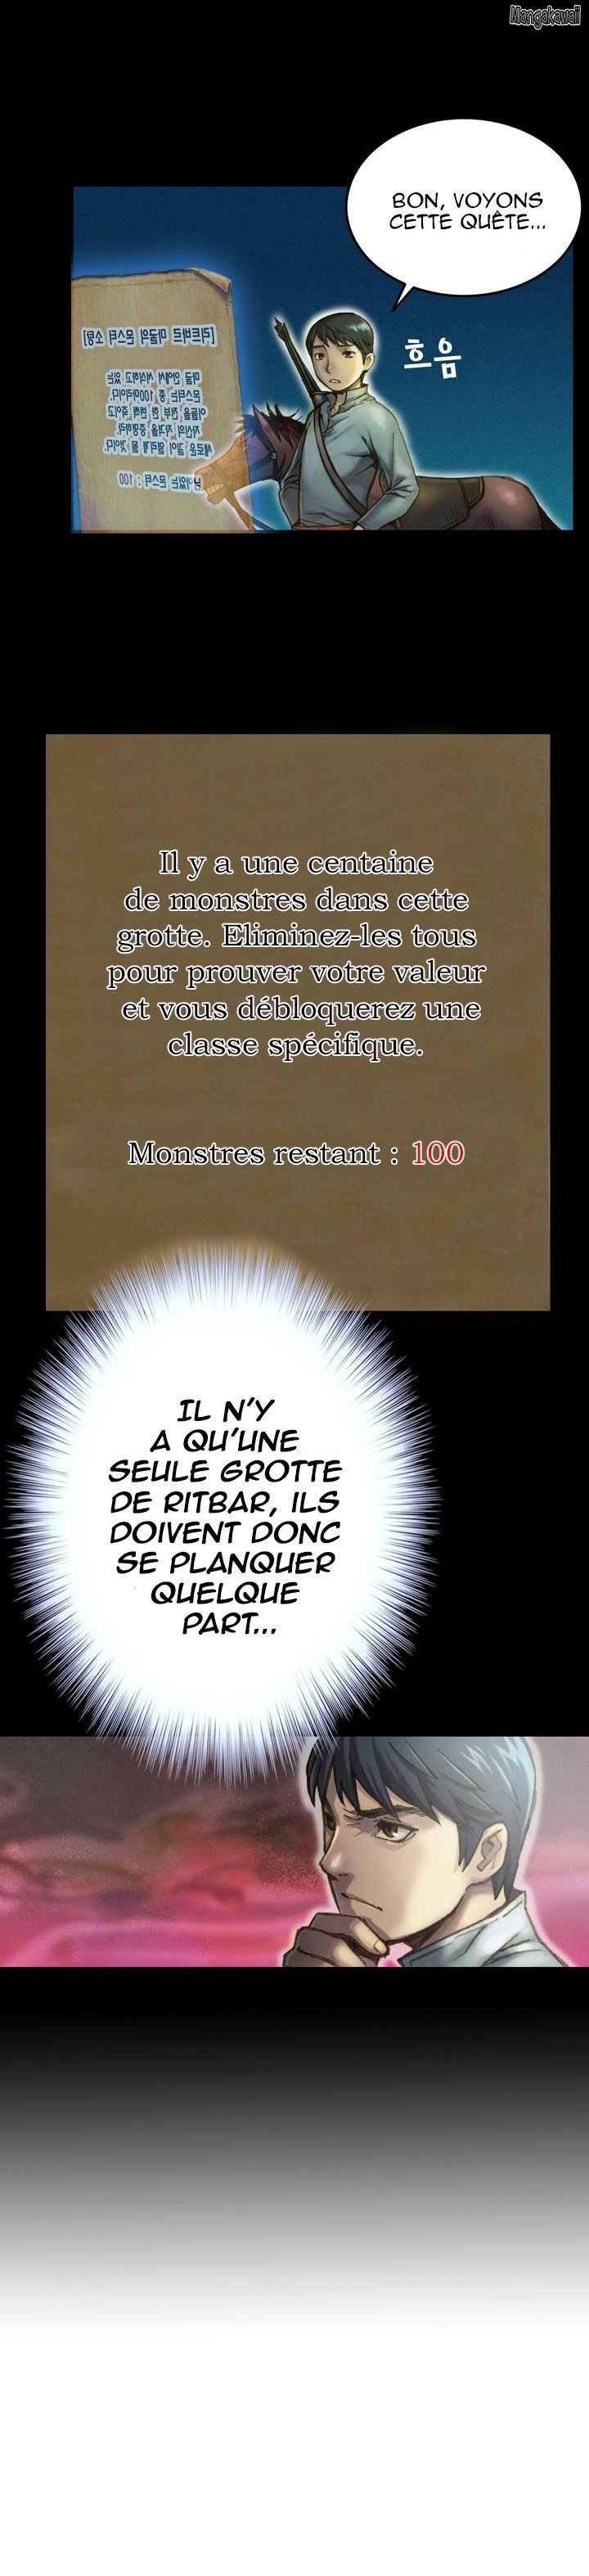 Mangakawaii
BON, VOYONS
CETTE QUÊTE...
흐음
Il y a une centaine
de monstres dans cette
grotte. Eliminez-les tous
pour prouver votre valeur
et vous débloquerez une
classe spécifique.
Monstres restant : 100
IL N'Y
A QU'UNE
SEULE GROTTE
DE RITBAR, ILS
DOIVENT DONC
SE PLANQUER
QUELQUE
PART...